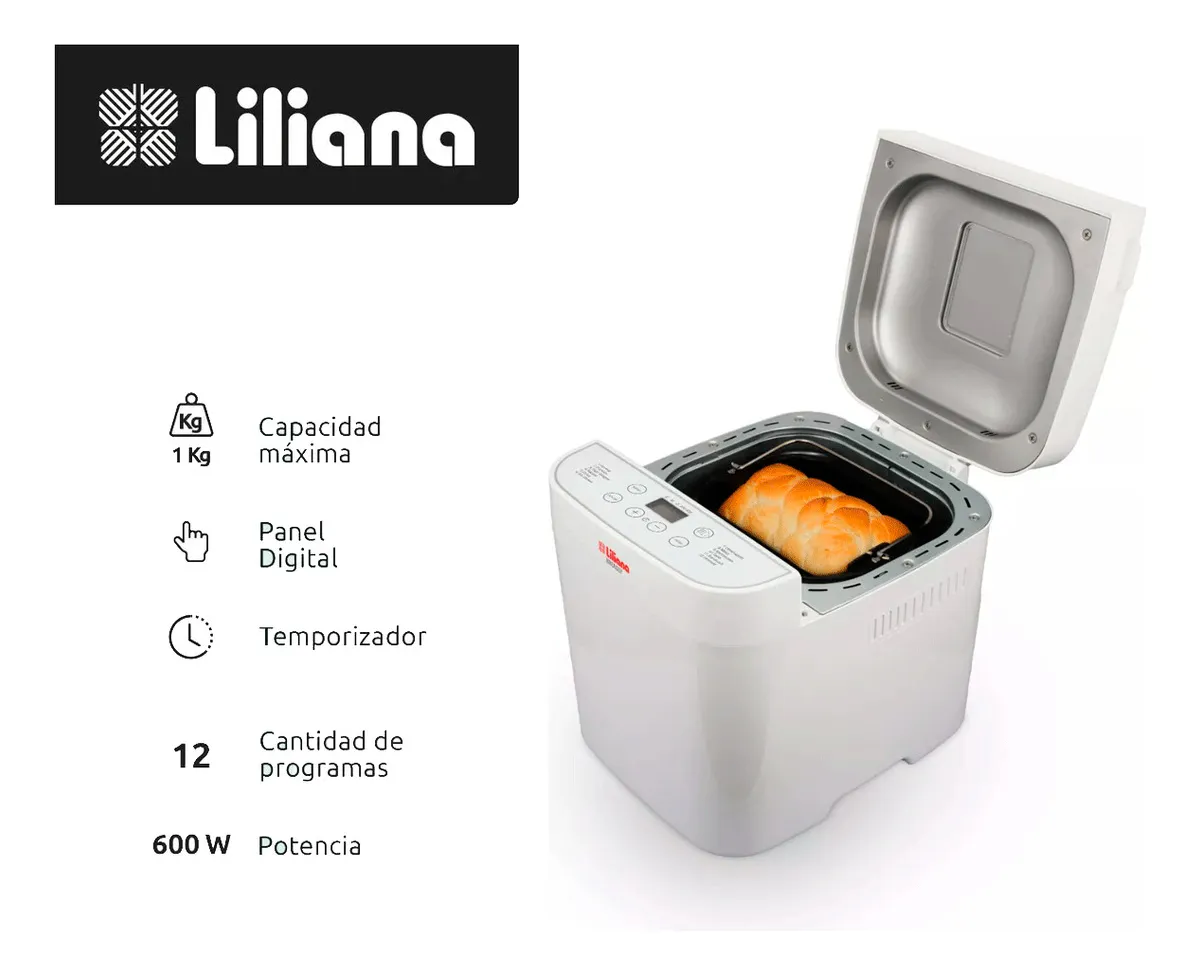 Liliana
Kg
1 Kg
Capacidad
máxima
Panel
Digital
Temporizador
12
Cantidad de
programas
600 W
Potencia
Liliana